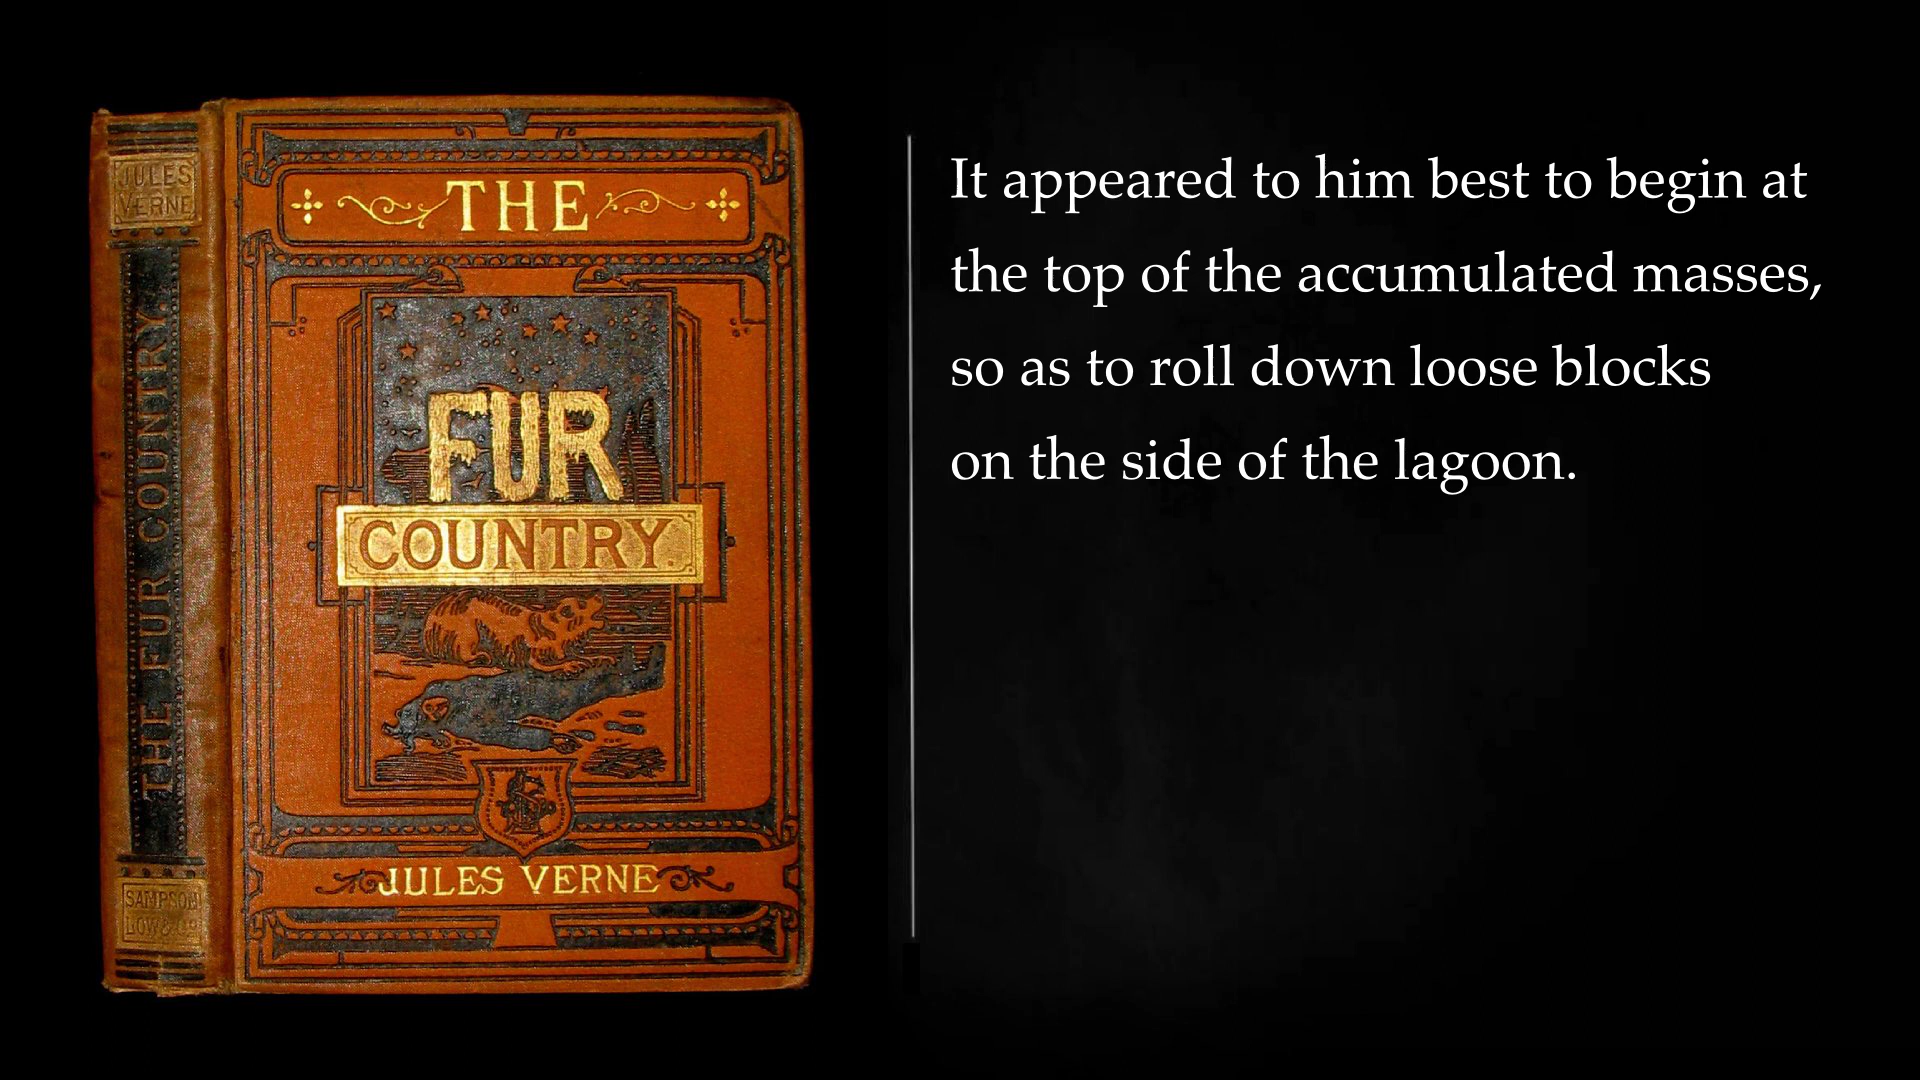 JULES
VERNE
THE FUR COUNTRY.
SAMPSON
LOW & Co
THE
FUR
COUNTRY.
JULES VERNE
It appeared to him best to begin at
the top of the accumulated masses,
so as to roll down loose blocks
on the side of the lagoon.